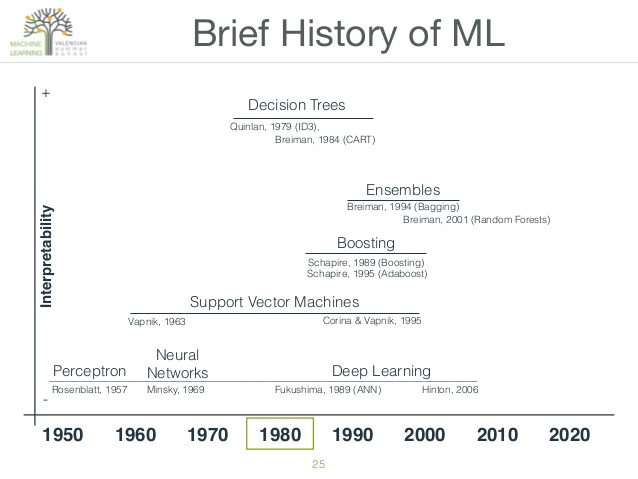 MACHINE LEARNING
VALENCIAN
summer
school
Brief History of ML
+
Interpretability
-
Decision Trees
Quinlan, 1979 (ID3),
Breiman, 1984 (CART)
Ensembles
Breiman, 1994 (Bagging)
Breiman, 2001 (Random Forests)
Boosting
Schapire, 1989 (Boosting)
Schapire, 1995 (Adaboost)
Support Vector Machines
Vapnik, 1963
Corina & Vapnik, 1995
Perceptron
Rosenblatt, 1957
Neural
Networks
Minsky, 1969
Deep Learning
Fukushima, 1989 (ANN)
Hinton, 2006
1950 1960 1970 1980 1990 2000 2010 2020
25